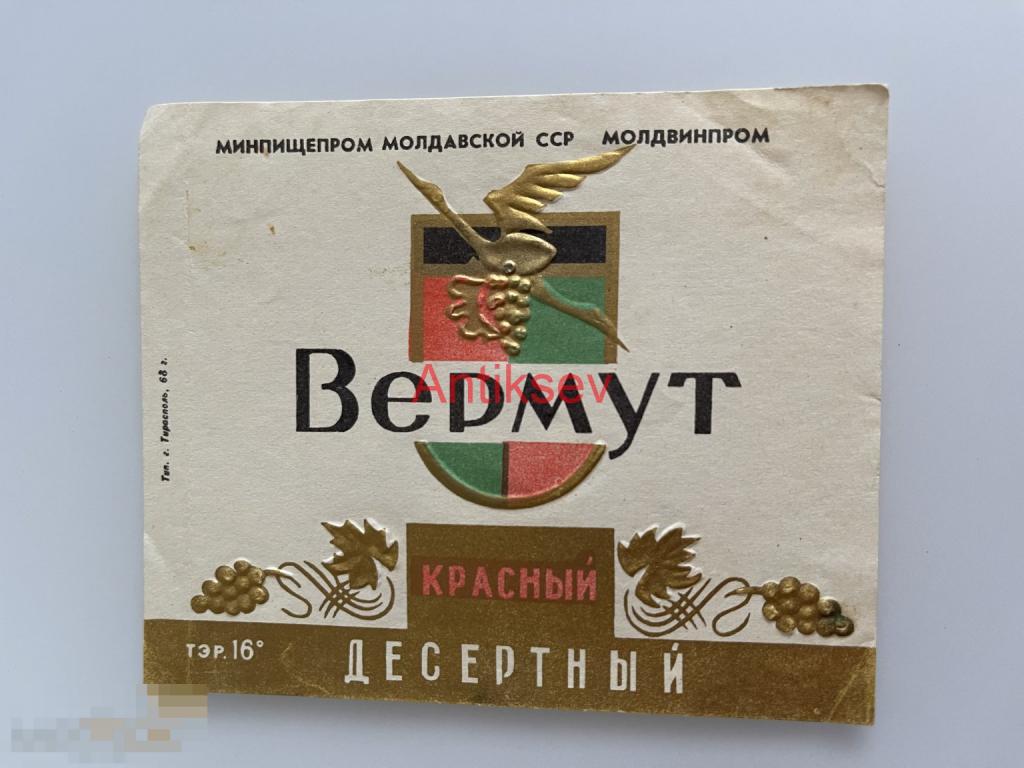 МИНПИЩЕПРОМ МОЛДАВСКОЙ ССР МОЛДВИНПРОМ
Вермут
Antiksev
Тип. г. Тирасполь, 68 г.
КРАСНЫЙ
ТЭР. 16°
ДЕСЕРТНЫЙ